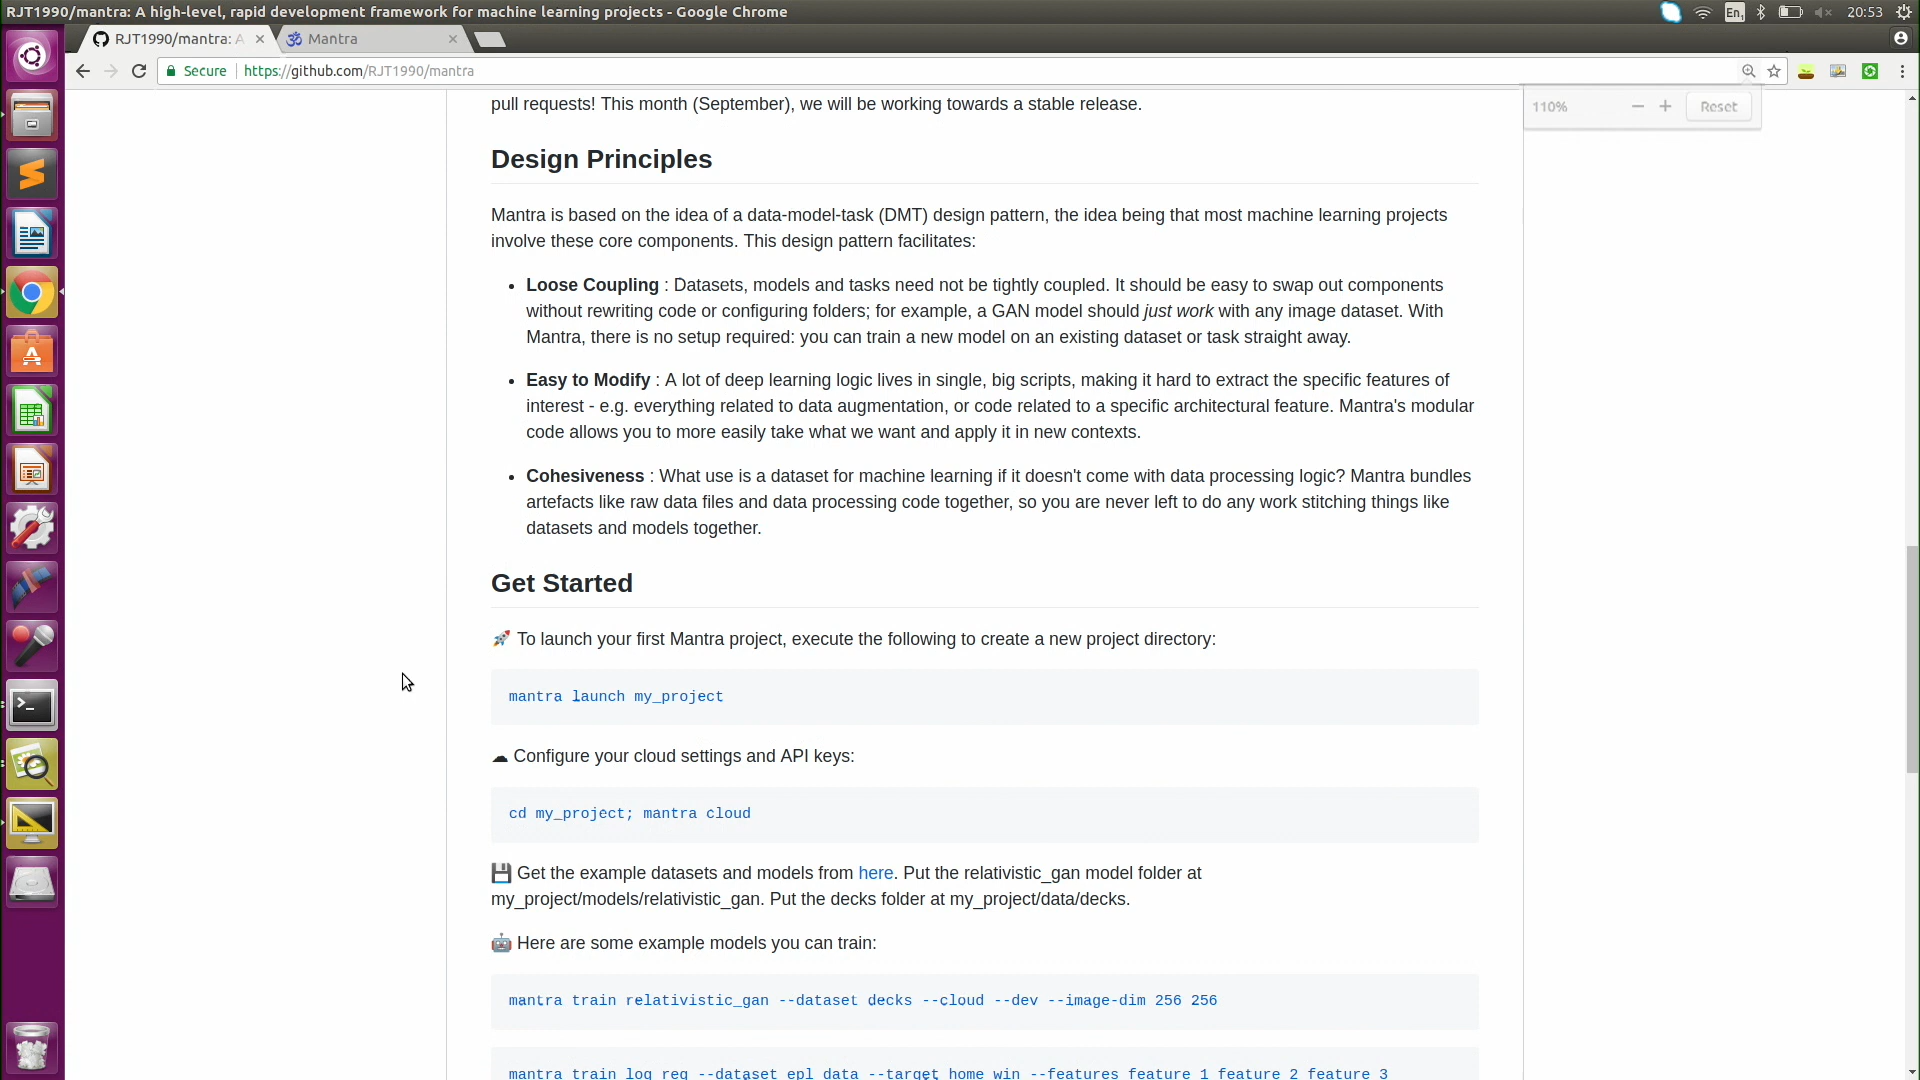 RJT1990/mantra: A high-level, rapid development framework for machine learning projects - Google Chrome
En1
20:53
RJT1990/mantra: A
Mantra
Secure
https://github.com/RJT1990/mantra
110%
Reset
pull requests! This month (September), we will be working towards a stable release.
Design Principles
Mantra is based on the idea of a data-model-task (DMT) design pattern, the idea being that most machine learning projects
involve these core components. This design pattern facilitates:
• Loose Coupling : Datasets, models and tasks need not be tightly coupled. It should be easy to swap out components
without rewriting code or configuring folders; for example, a GAN model should just work with any image dataset. With
Mantra, there is no setup required: you can train a new model on an existing dataset or task straight away.
• Easy to Modify : A lot of deep learning logic lives in single, big scripts, making it hard to extract the specific features of
interest - e.g. everything related to data augmentation, or code related to a specific architectural feature. Mantra's modular
code allows you to more easily take what we want and apply it in new contexts.
• Cohesiveness : What use is a dataset for machine learning if it doesn't come with data processing logic? Mantra bundles
artefacts like raw data files and data processing code together, so you are never left to do any work stitching things like
datasets and models together.
Get Started
🚀 To launch your first Mantra project, execute the following to create a new project directory:
mantra launch my_project
☁ Configure your cloud settings and API keys:
cd my_project; mantra cloud
💾 Get the example datasets and models from here. Put the relativistic_gan model folder at
my_project/models/relativistic_gan. Put the decks folder at my_project/data/decks.
🤖 Here are some example models you can train:
mantra train relativistic_gan --dataset decks --cloud --dev --image-dim 256 256
mantra train log_reg --dataset epl_data --target home_win --features feature_1 feature_2 feature_3